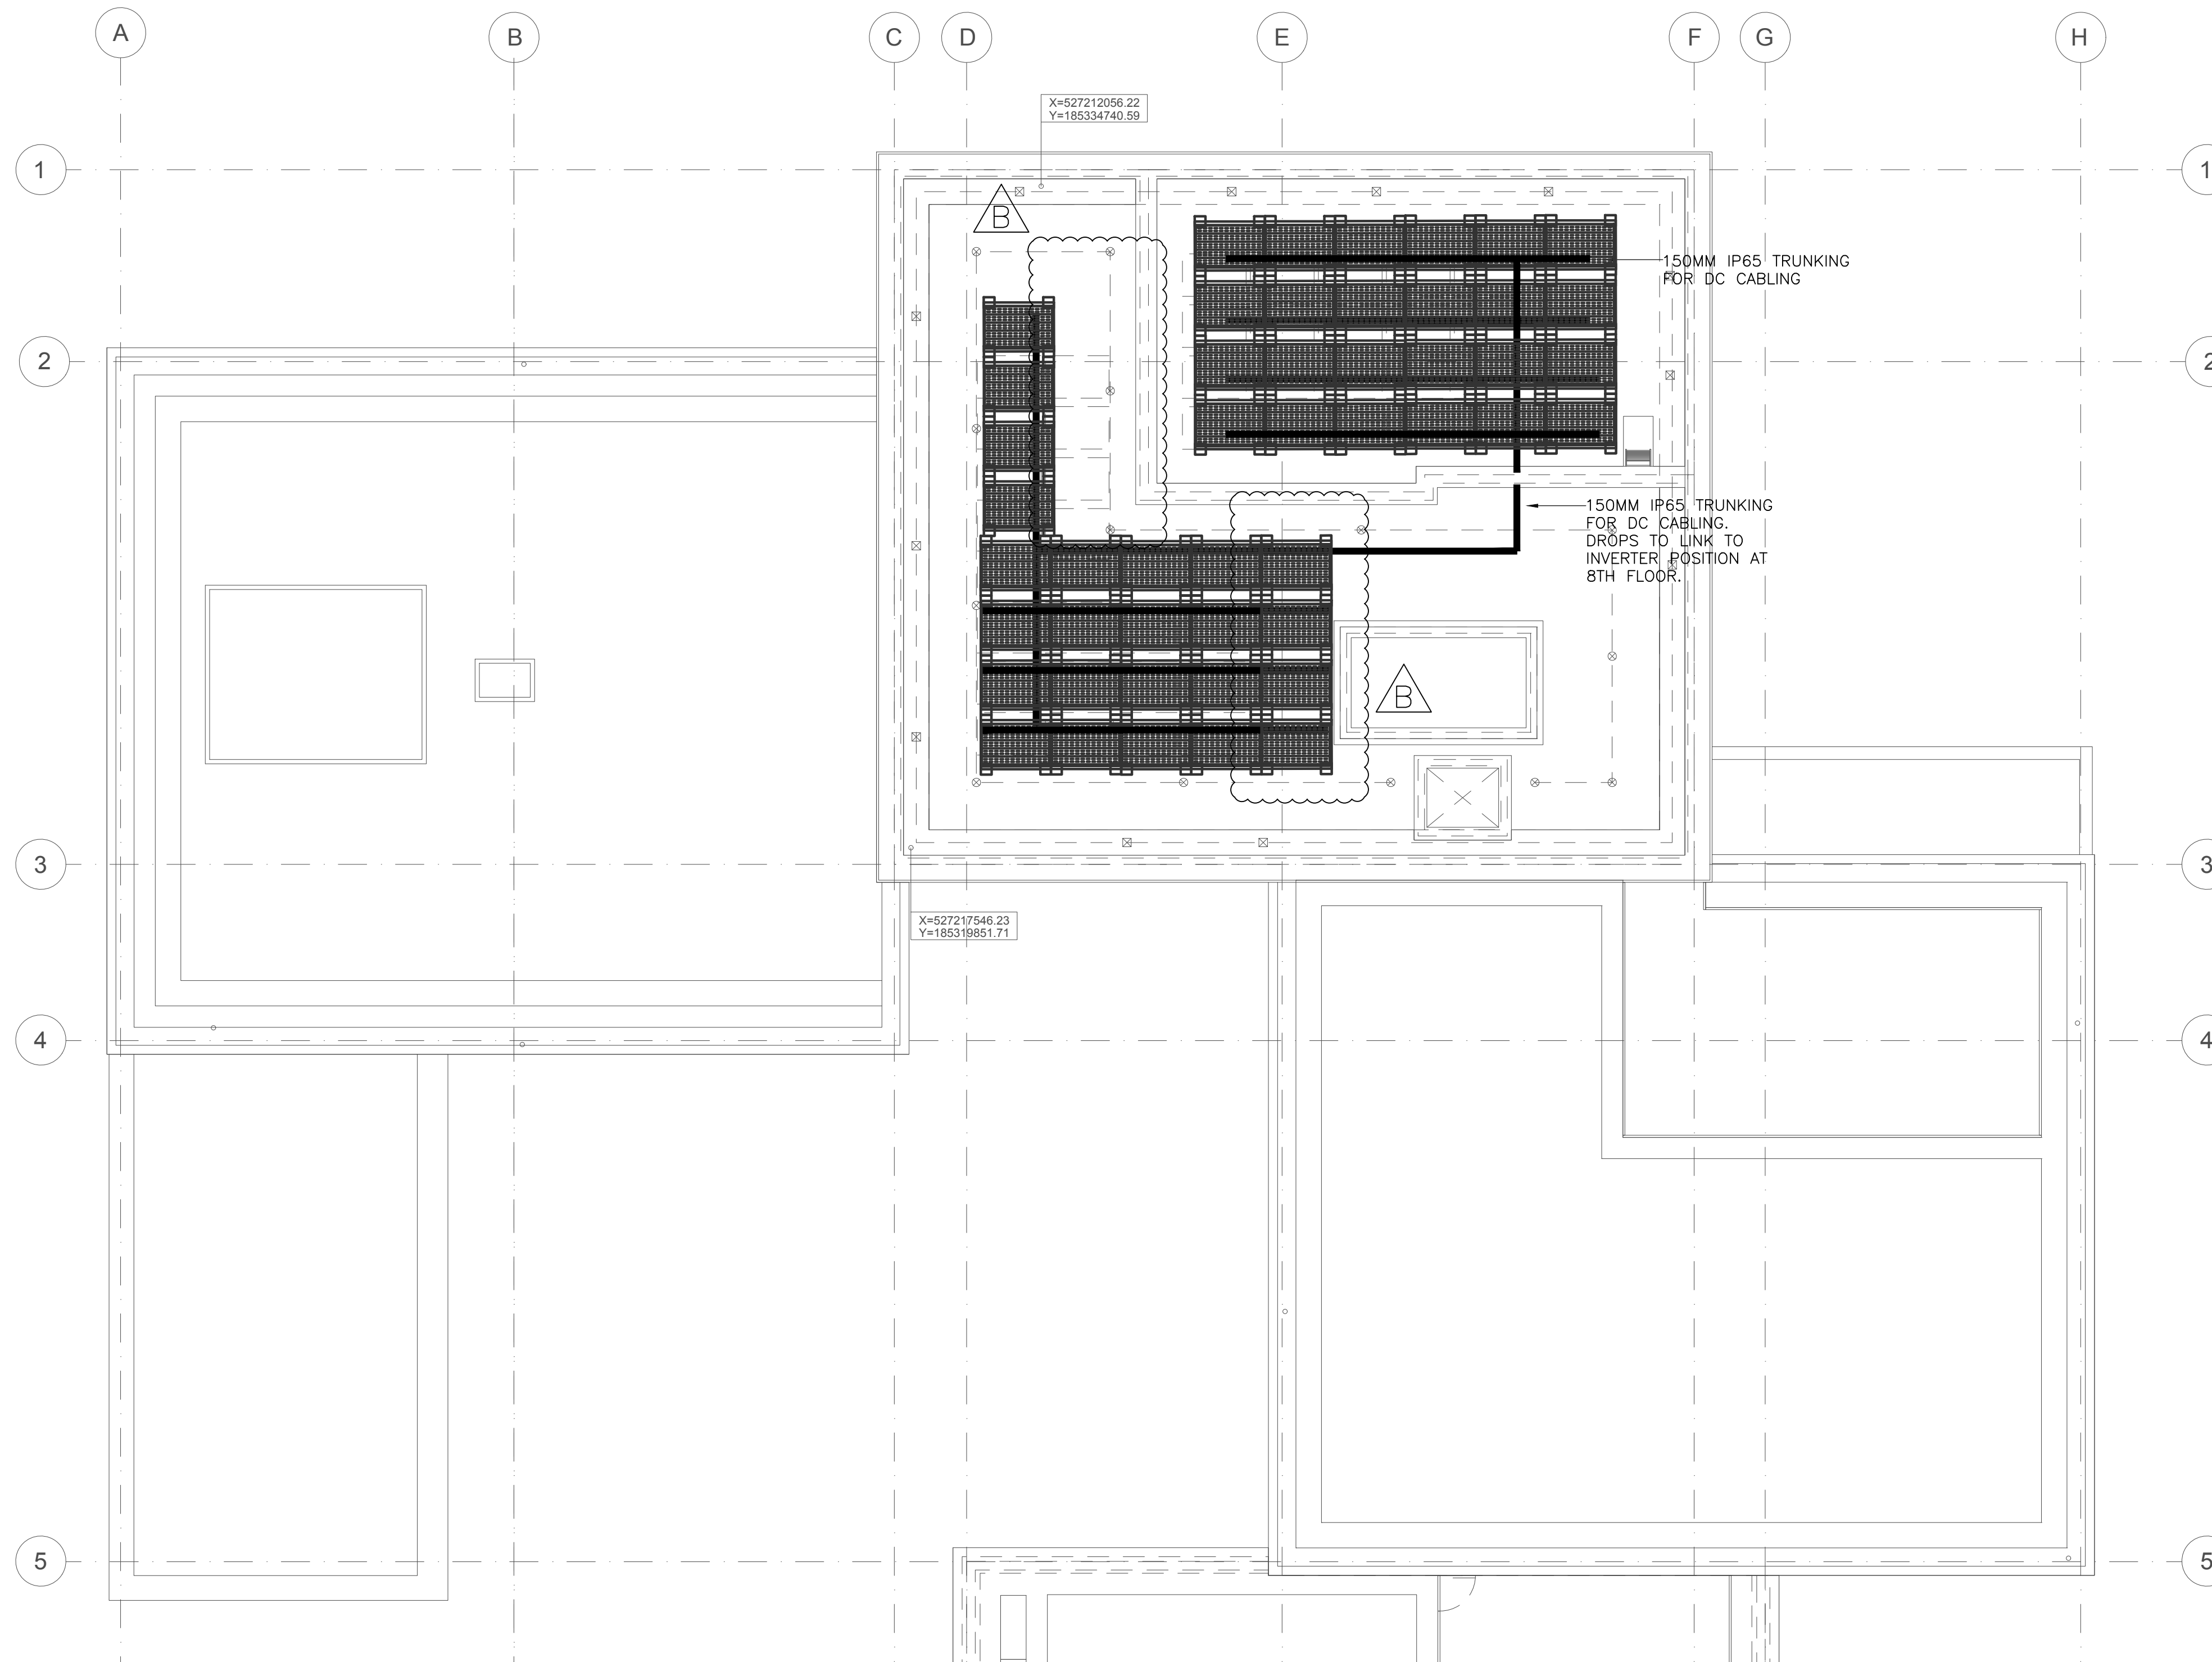 A
B
C
D
E
F
G
H
X=527212056.22
Y=185334740.59
1
1
B
150MM IP65 TRUNKING
FOR DC CABLING
2
2
150MM IP65 TRUNKING
FOR DC CABLING.
DROPS TO LINK TO
INVERTER POSITION AT
8TH FLOOR.
B
3
3
X=527217546.23
Y=185319851.71
4
4
5
5